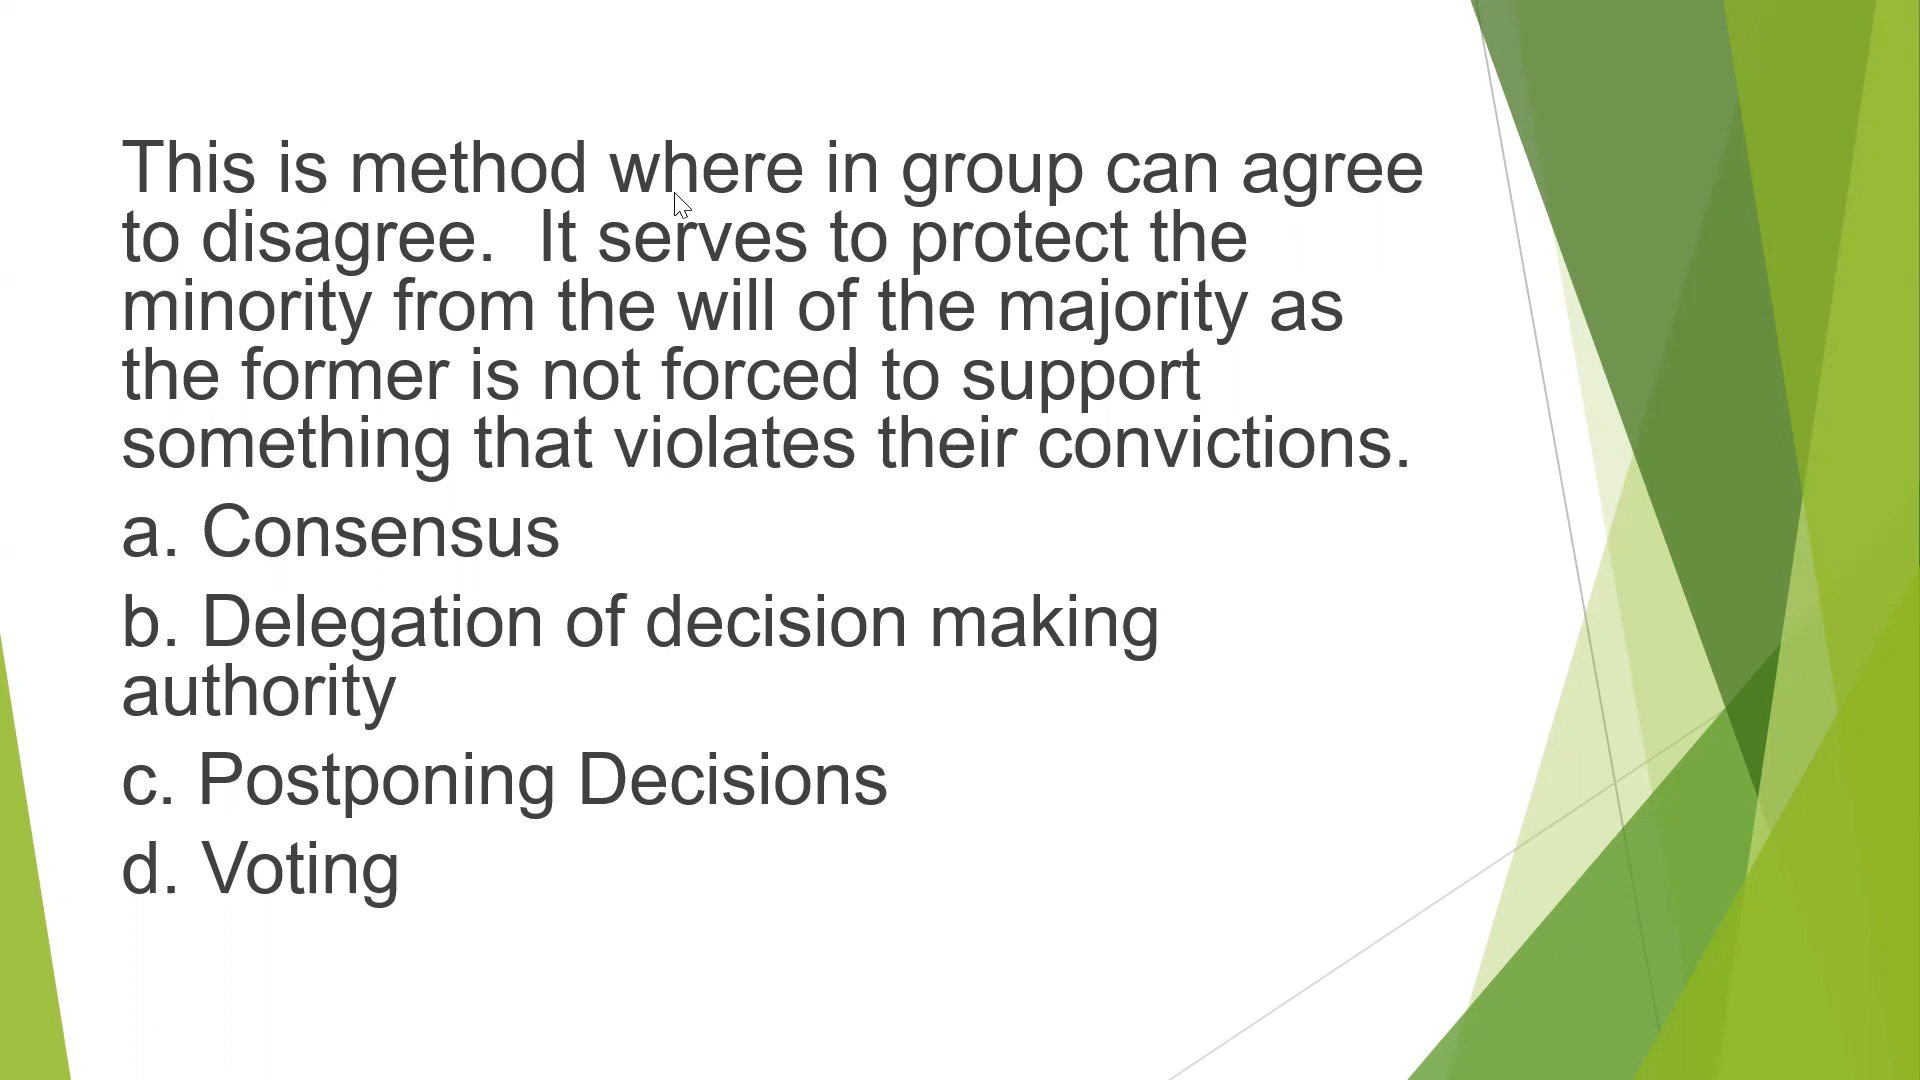 This is method where in group can agree
to disagree.  It serves to protect the
minority from the will of the majority as
the former is not forced to support
something that violates their convictions.
a. Consensus
b. Delegation of decision making
authority
c. Postponing Decisions
d. Voting